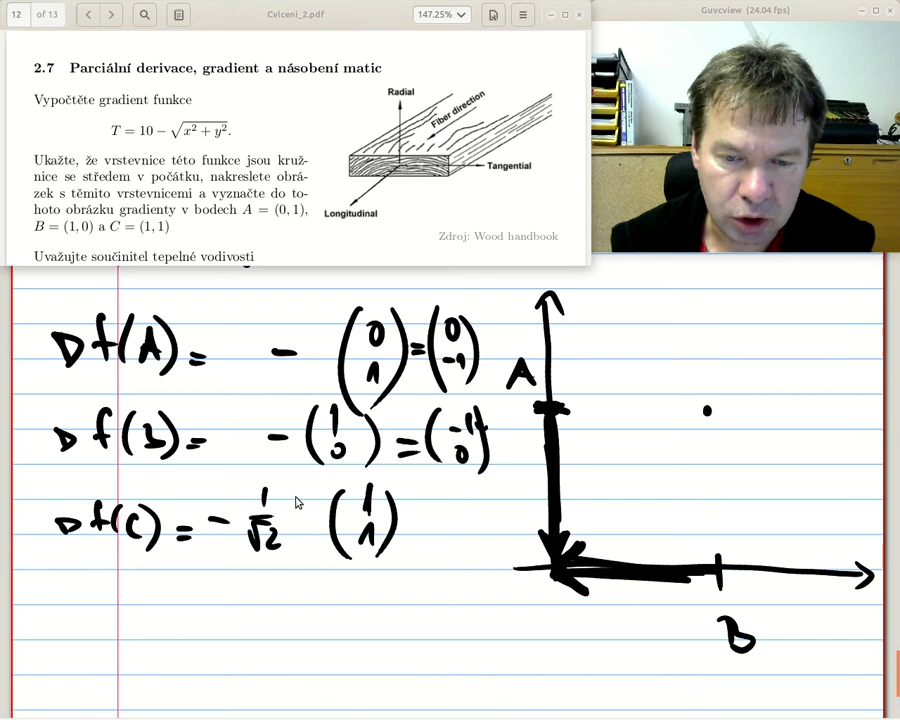 12 of 13
Cviceni_2.pdf
147.25%
Guvcview (24.04 fps)
2.7 Parciální derivace, gradient a násobení matic
Vypočtěte gradient funkce
T = 10 − √(x² + y²).
Ukažte, že vrstevnice této funkce jsou kruž-
nice se středem v počátku, nakreslete obrá-
zek s těmito vrstevnicemi a vyznačte do to-
hoto obrázku gradienty v bodech A = (0, 1),
B = (1, 0) a C = (1, 1)
Uvažujte součinitel tepelné vodivosti
Radial
Fiber direction
Tangential
Longitudinal
Zdroj: Wood handbook
∇f(A) = − (0 1) = (0 −1)
∇f(B) = − (1 0) = (−1 0)
∇f(C) = − 1/√2 (1 1)
A
B